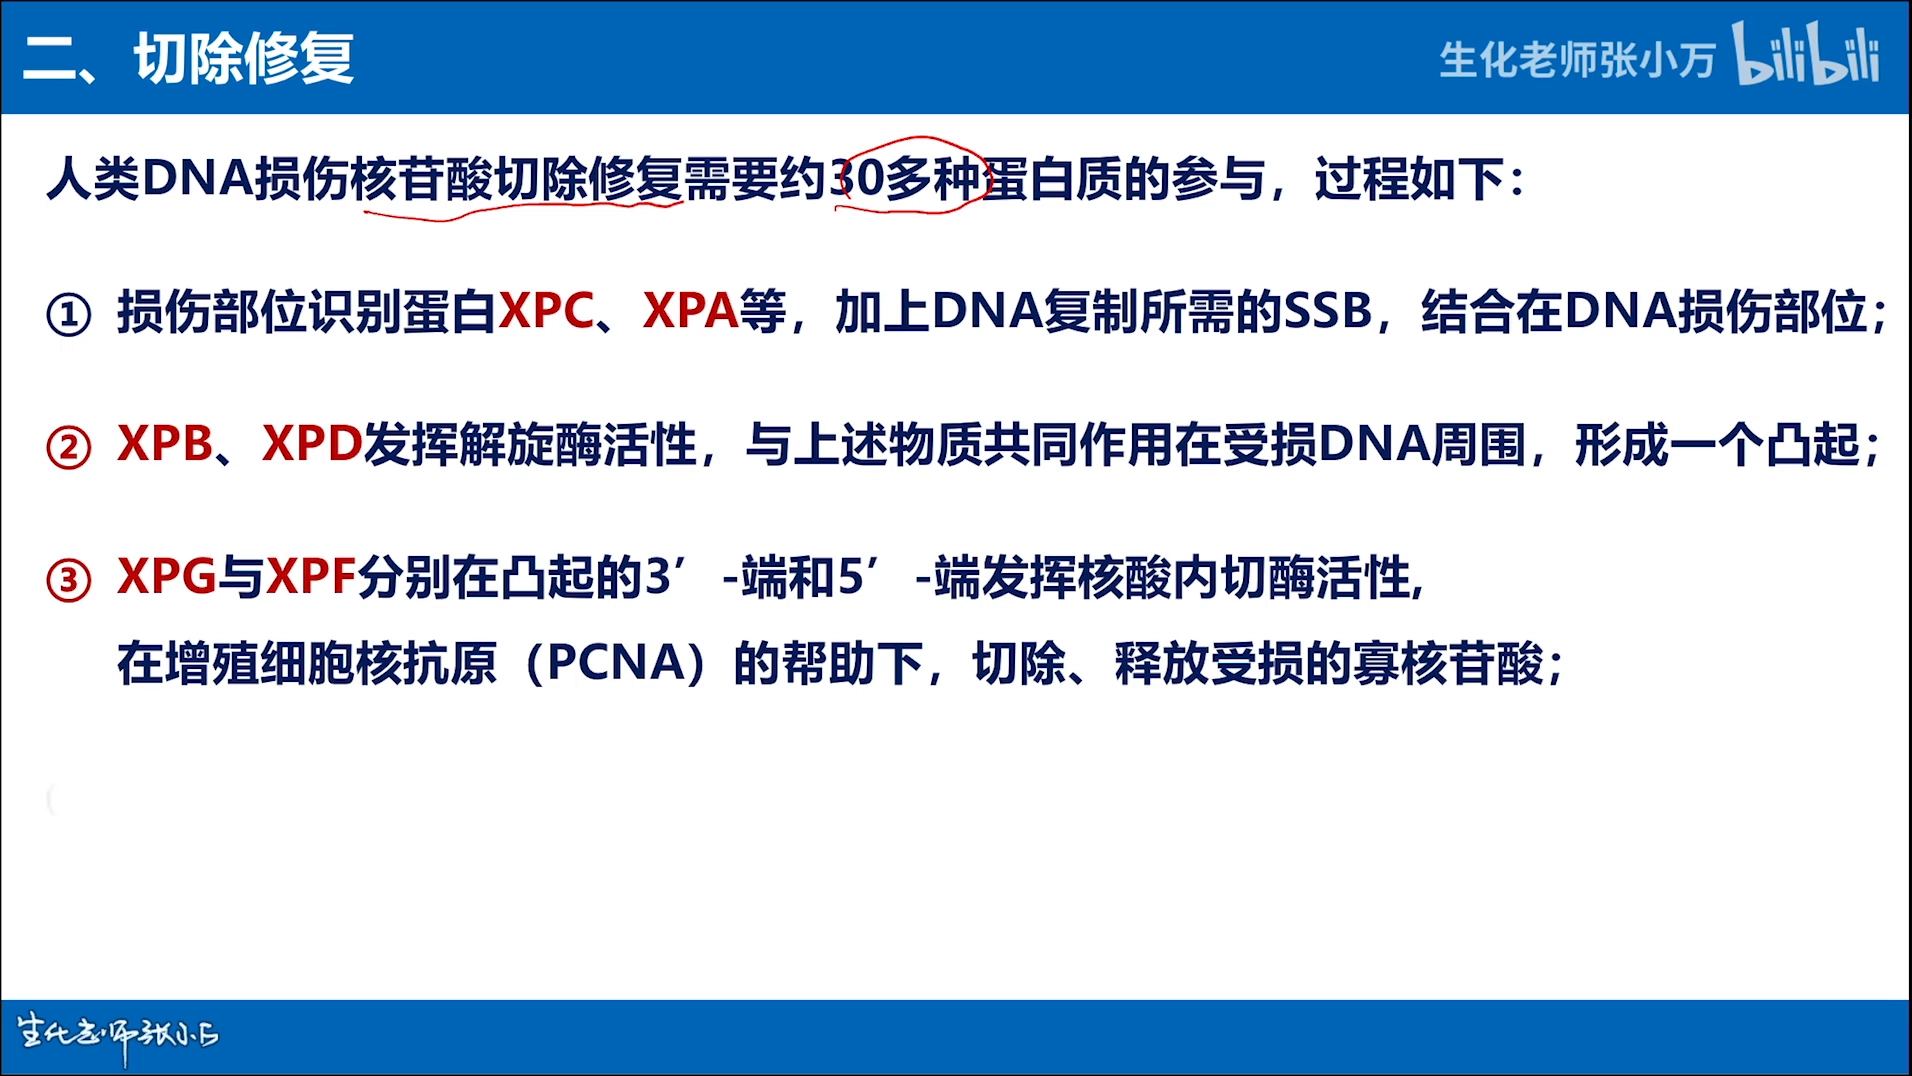 二、切除修复
生化老师张小万 bilibili
人类DNA损伤核苷酸切除修复需要约30多种蛋白质的参与，过程如下：
① 损伤部位识别蛋白XPC、XPA等，加上DNA复制所需的SSB，结合在DNA损伤部位；
② XPB、XPD发挥解旋酶活性，与上述物质共同作用在受损DNA周围，形成一个凸起；
③ XPG与XPF分别在凸起的3′-端和5′-端发挥核酸内切酶活性,
在增殖细胞核抗原（PCNA）的帮助下，切除、释放受损的寡核苷酸；
生化老师张小万